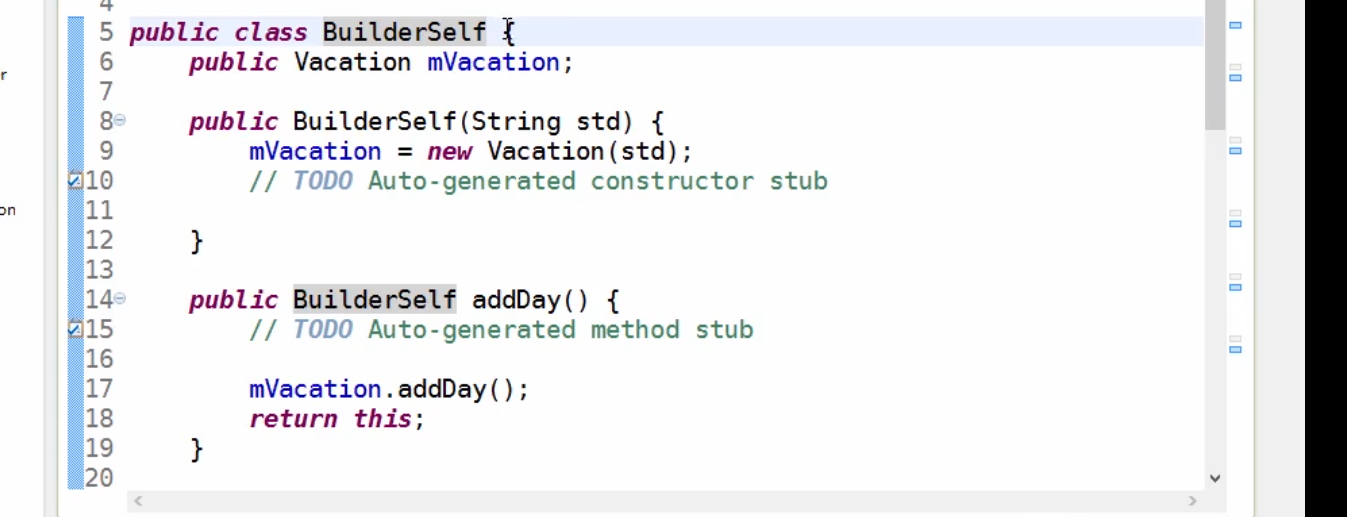 4
5 public class BuilderSelf {
6 public Vacation mVacation;
7
8 public BuilderSelf(String std) {
9 mVacation = new Vacation(std);
10 // TODO Auto-generated constructor stub
11
12 }
13
14 public BuilderSelf addDay() {
15 // TODO Auto-generated method stub
16
17 mVacation.addDay();
18 return this;
19 }
20
r
on